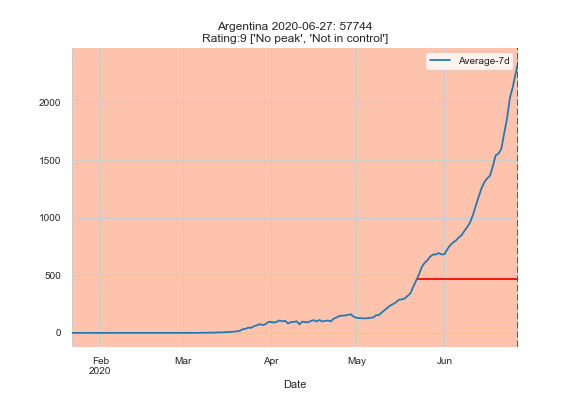 Argentina 2020-06-27: 57744
Rating:9 ['No peak', 'Not in control']
Average-7d
2000
1500
1000
500
0
Feb Mar Apr May Jun
2020
Date